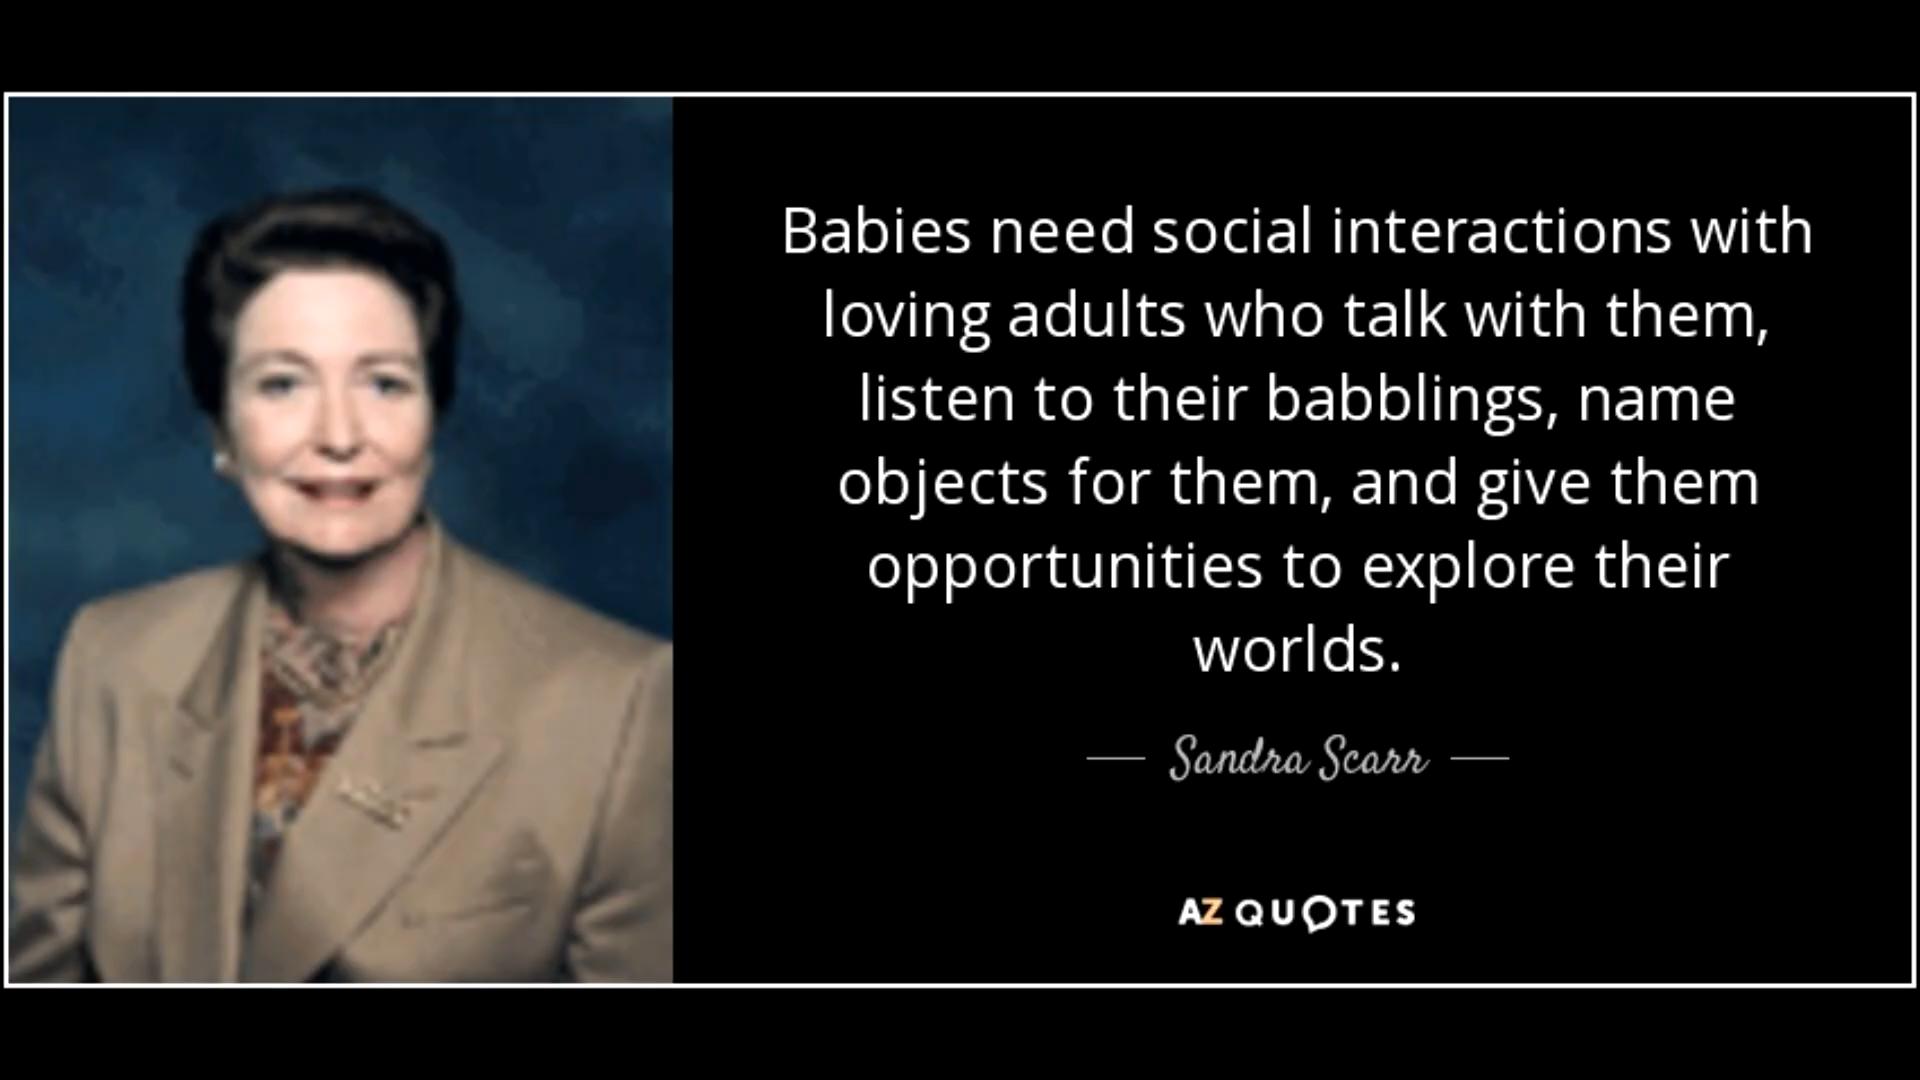 Babies need social interactions with
loving adults who talk with them,
listen to their babblings, name
objects for them, and give them
opportunities to explore their
worlds.
Sandra Scarr
AZ QUOTES